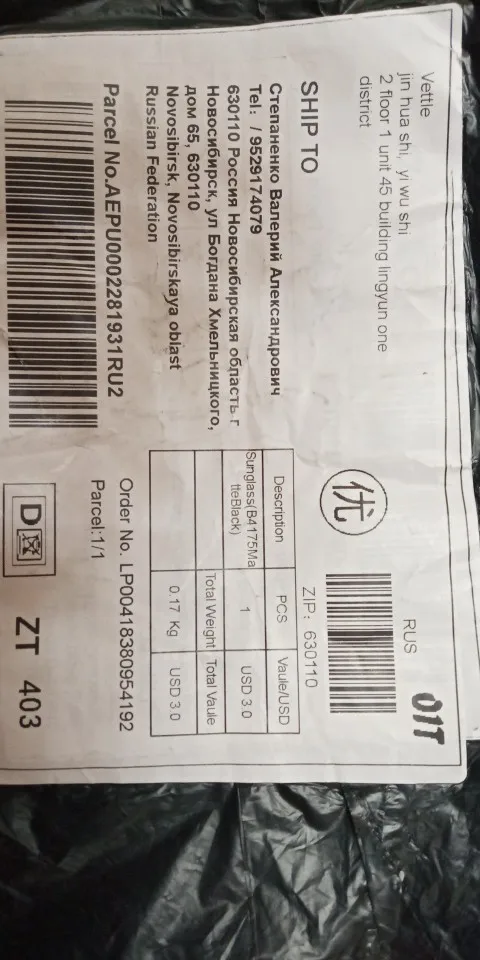 Vettle
jin hua shi, yi wu shi
2 floor 1 unit 45 building lingyun one
district
RUS
01T
优
ZIP: 630110
SHIP TO
Степаненко Валерий Александрович
Tel: / 9529174079
630110 Россия Новосибирская область г
Новосибирск, ул Богдана Хмельницкого,
дом 65, 630110
Novosibirsk, Novosibirskaya oblast
Russian Federation
Description PCS Vaule/USD
Sunglass(B4175Ma
tteBlack) 1 USD 3.0
Total Weight Total Vaule
0.17 Kg USD 3.0
Parcel No.AEPU0002281931RU2
Order No. LP00418380954192
Parcel:1/1
D
ZT 403